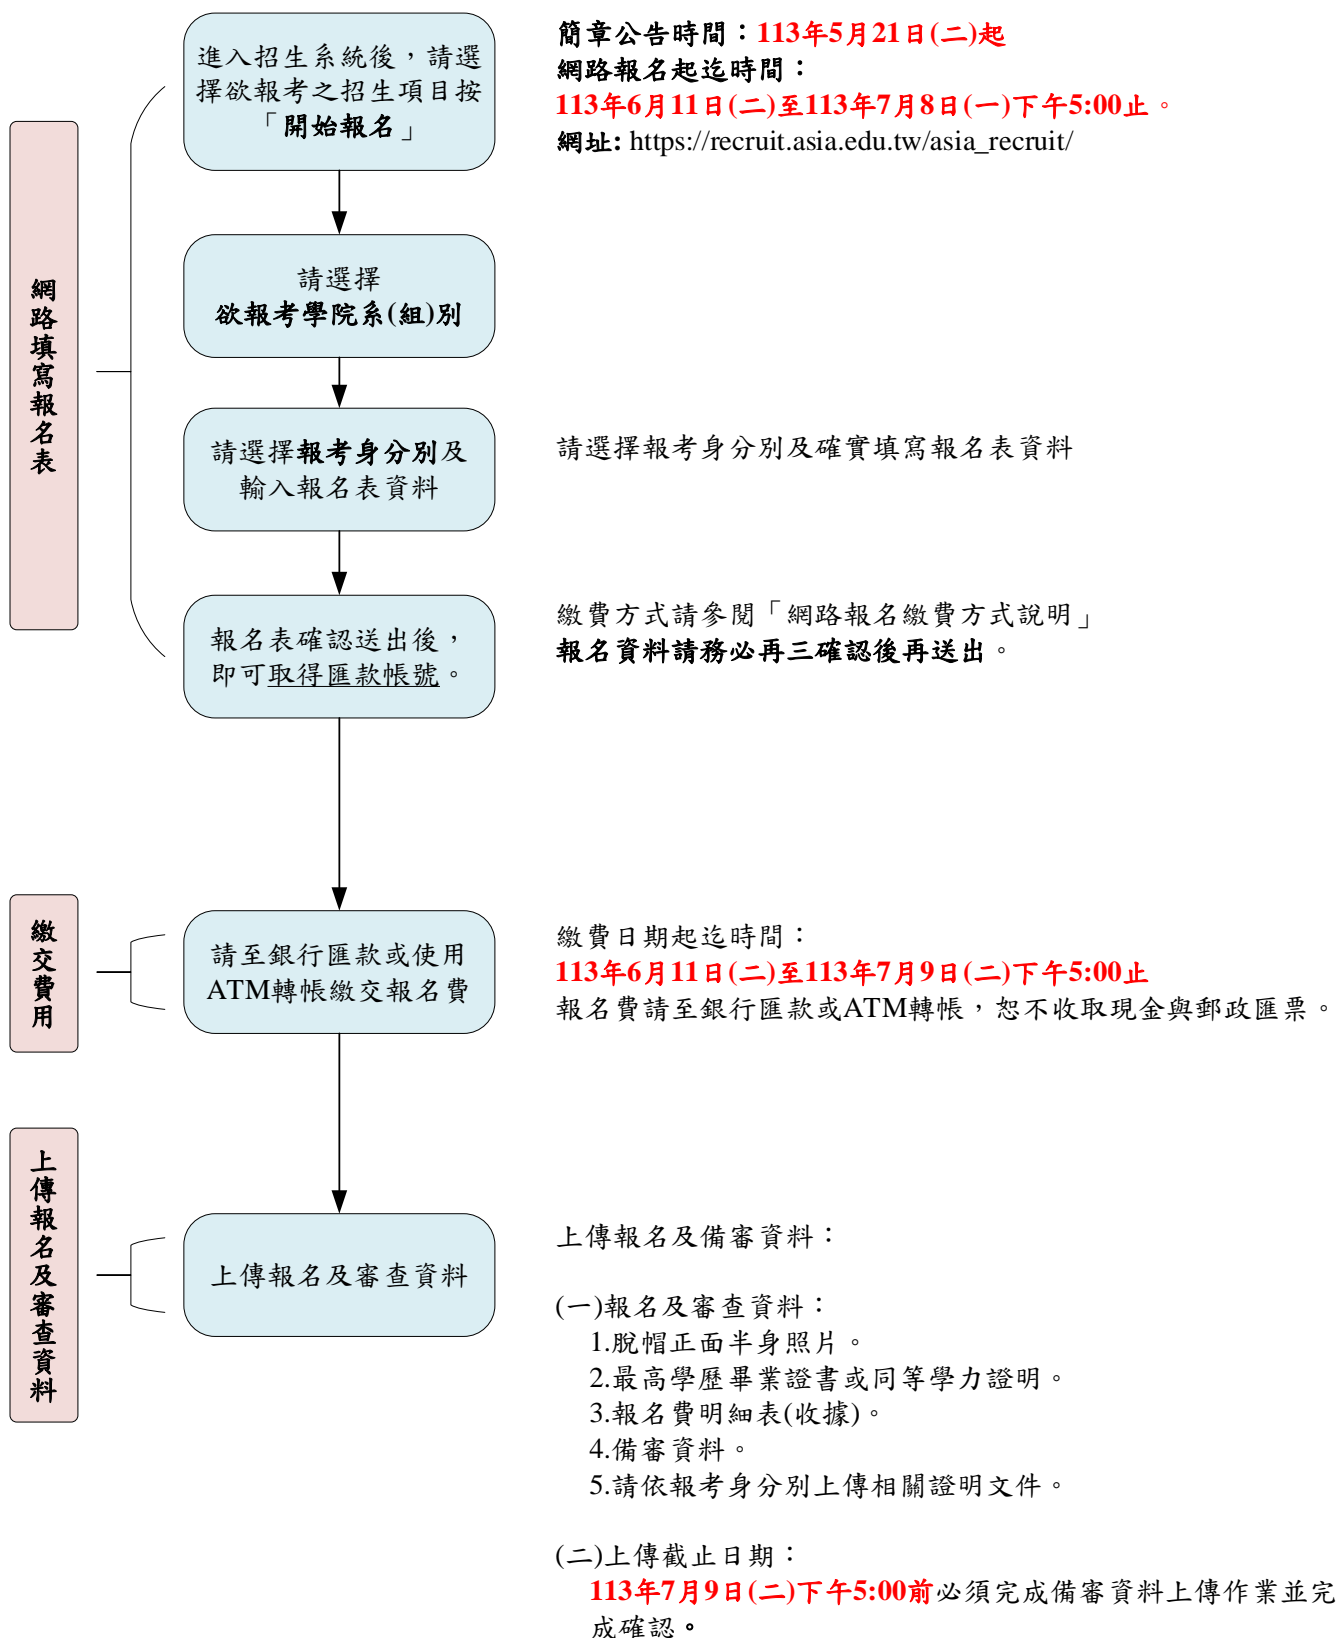 簡章公告時間：113年5月21日(二)起
網路報名起迄時間：
113年6月11日(二)至113年7月8日(一)下午5:00止。
網址: https://recruit.asia.edu.tw/asia_recruit/
進入招生系統後，請選
擇欲報考之招生項目按
「開始報名」
網路填寫報名表
請選擇
欲報考學院系(組)別
請選擇報考身分別及
輸入報名表資料
請選擇報考身分別及確實填寫報名表資料
報名表確認送出後，
即可取得匯款帳號。
繳費方式請參閱「網路報名繳費方式說明」
報名資料請務必再三確認後再送出。
繳交費用
請至銀行匯款或使用
ATM轉帳繳交報名費
繳費日期起迄時間：
113年6月11日(二)至113年7月9日(二)下午5:00止
報名費請至銀行匯款或ATM轉帳，恕不收取現金與郵政匯票。
上傳報名及審查資料
上傳報名及審查資料
上傳報名及備審資料：
(一)報名及審查資料：
1.脫帽正面半身照片。
2.最高學歷畢業證書或同等學力證明。
3.報名費明細表(收據)。
4.備審資料。
5.請依報考身分別上傳相關證明文件。
(二)上傳截止日期：
113年7月9日(二)下午5:00前必須完成備審資料上傳作業並完
成確認。